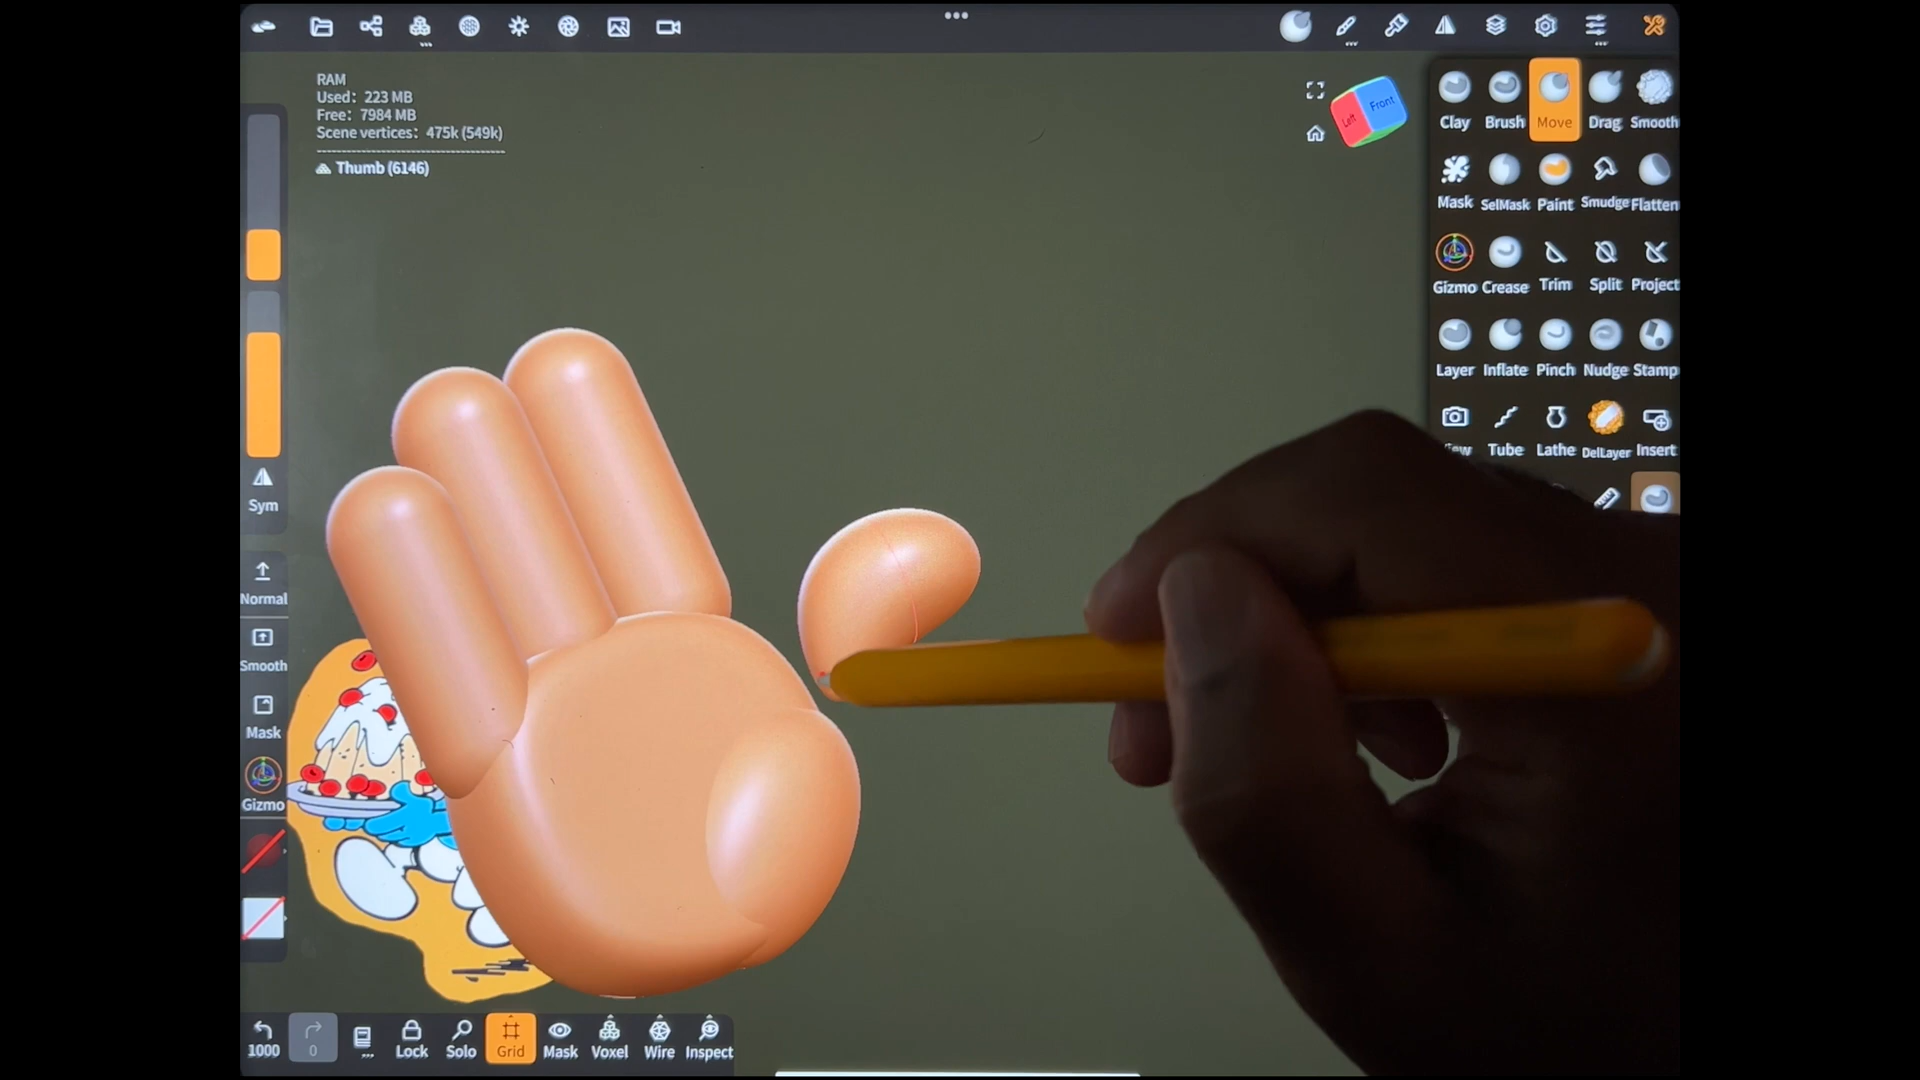 RAM
Used: 223 MB
Free: 7984 MB
Scene vertices: 475k (549k)
Thumb (6146)
Left
Front
Clay Brush Move Drag Smooth
Mask SelMask Paint Smudge Flatten
Gizmo Crease Trim Split Project
Layer Inflate Pinch Nudge Stamp
Tube Lathe DelLayer Insert
Sym
Normal
Smooth
Mask
Gizmo
1000 0 Lock Solo Grid Mask Voxel Wire Inspect